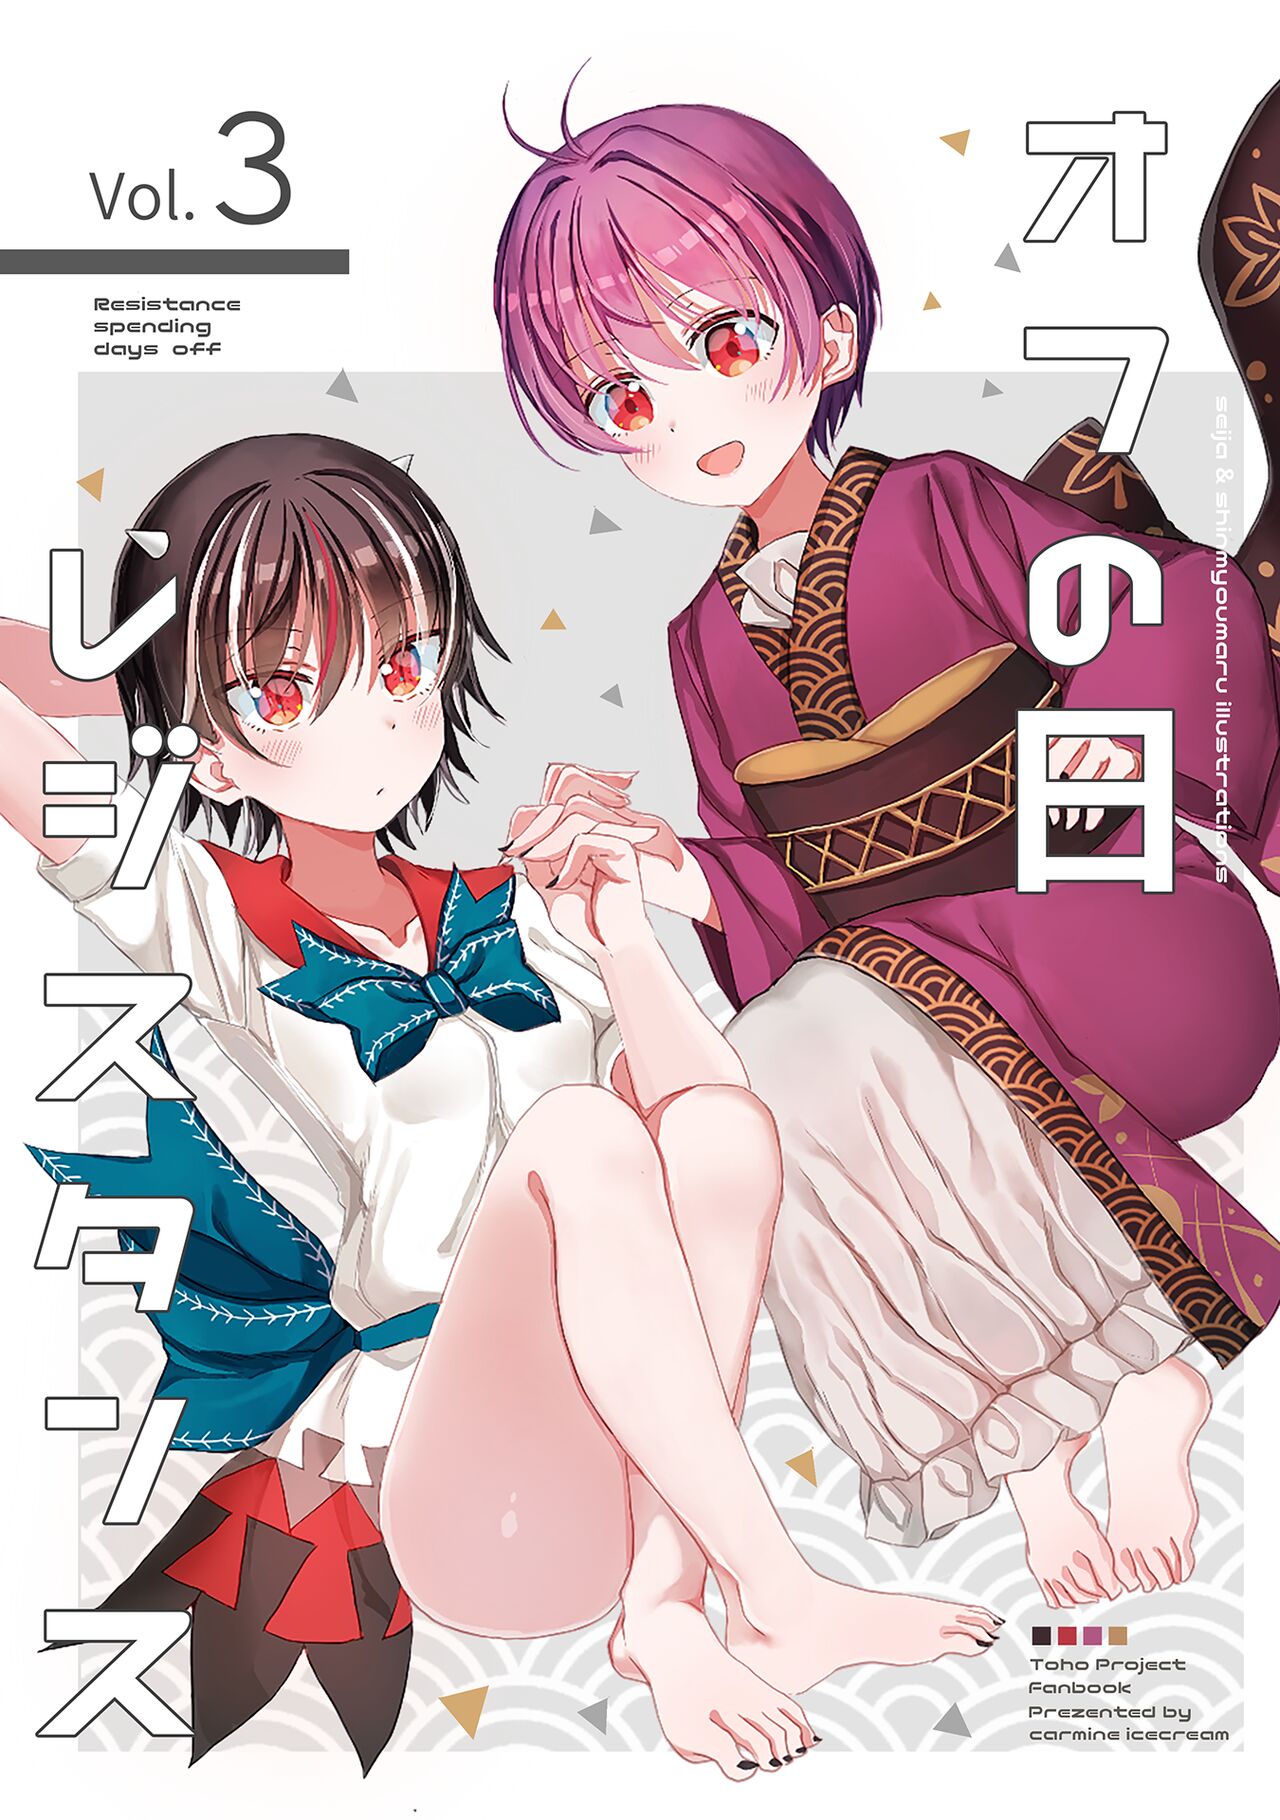 Vol. 3
Resistance
spending
days off
オフの日
レジスタンス
seija & shinmyoumaru illustrations
Toho Project
Fanbook
Prezented by
carmine icecream